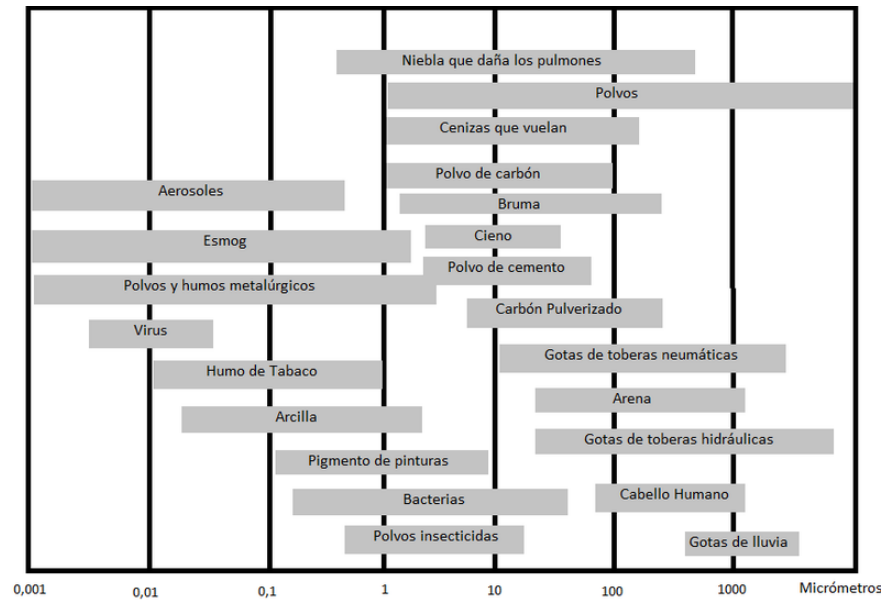 Niebla que daña los pulmones
Polvos
Cenizas que vuelan
Polvo de carbón
Aerosoles
Bruma
Cieno
Esmog
Polvo de cemento
Polvos y humos metalúrgicos
Carbón Pulverizado
Virus
Gotas de toberas neumáticas
Humo de Tabaco
Arena
Arcilla
Gotas de toberas hidráulicas
Pigmento de pinturas
Cabello Humano
Bacterias
Polvos insecticidas
Gotas de lluvia
0,001 0,01 0,1 1 10 100 1000 Micrómetros